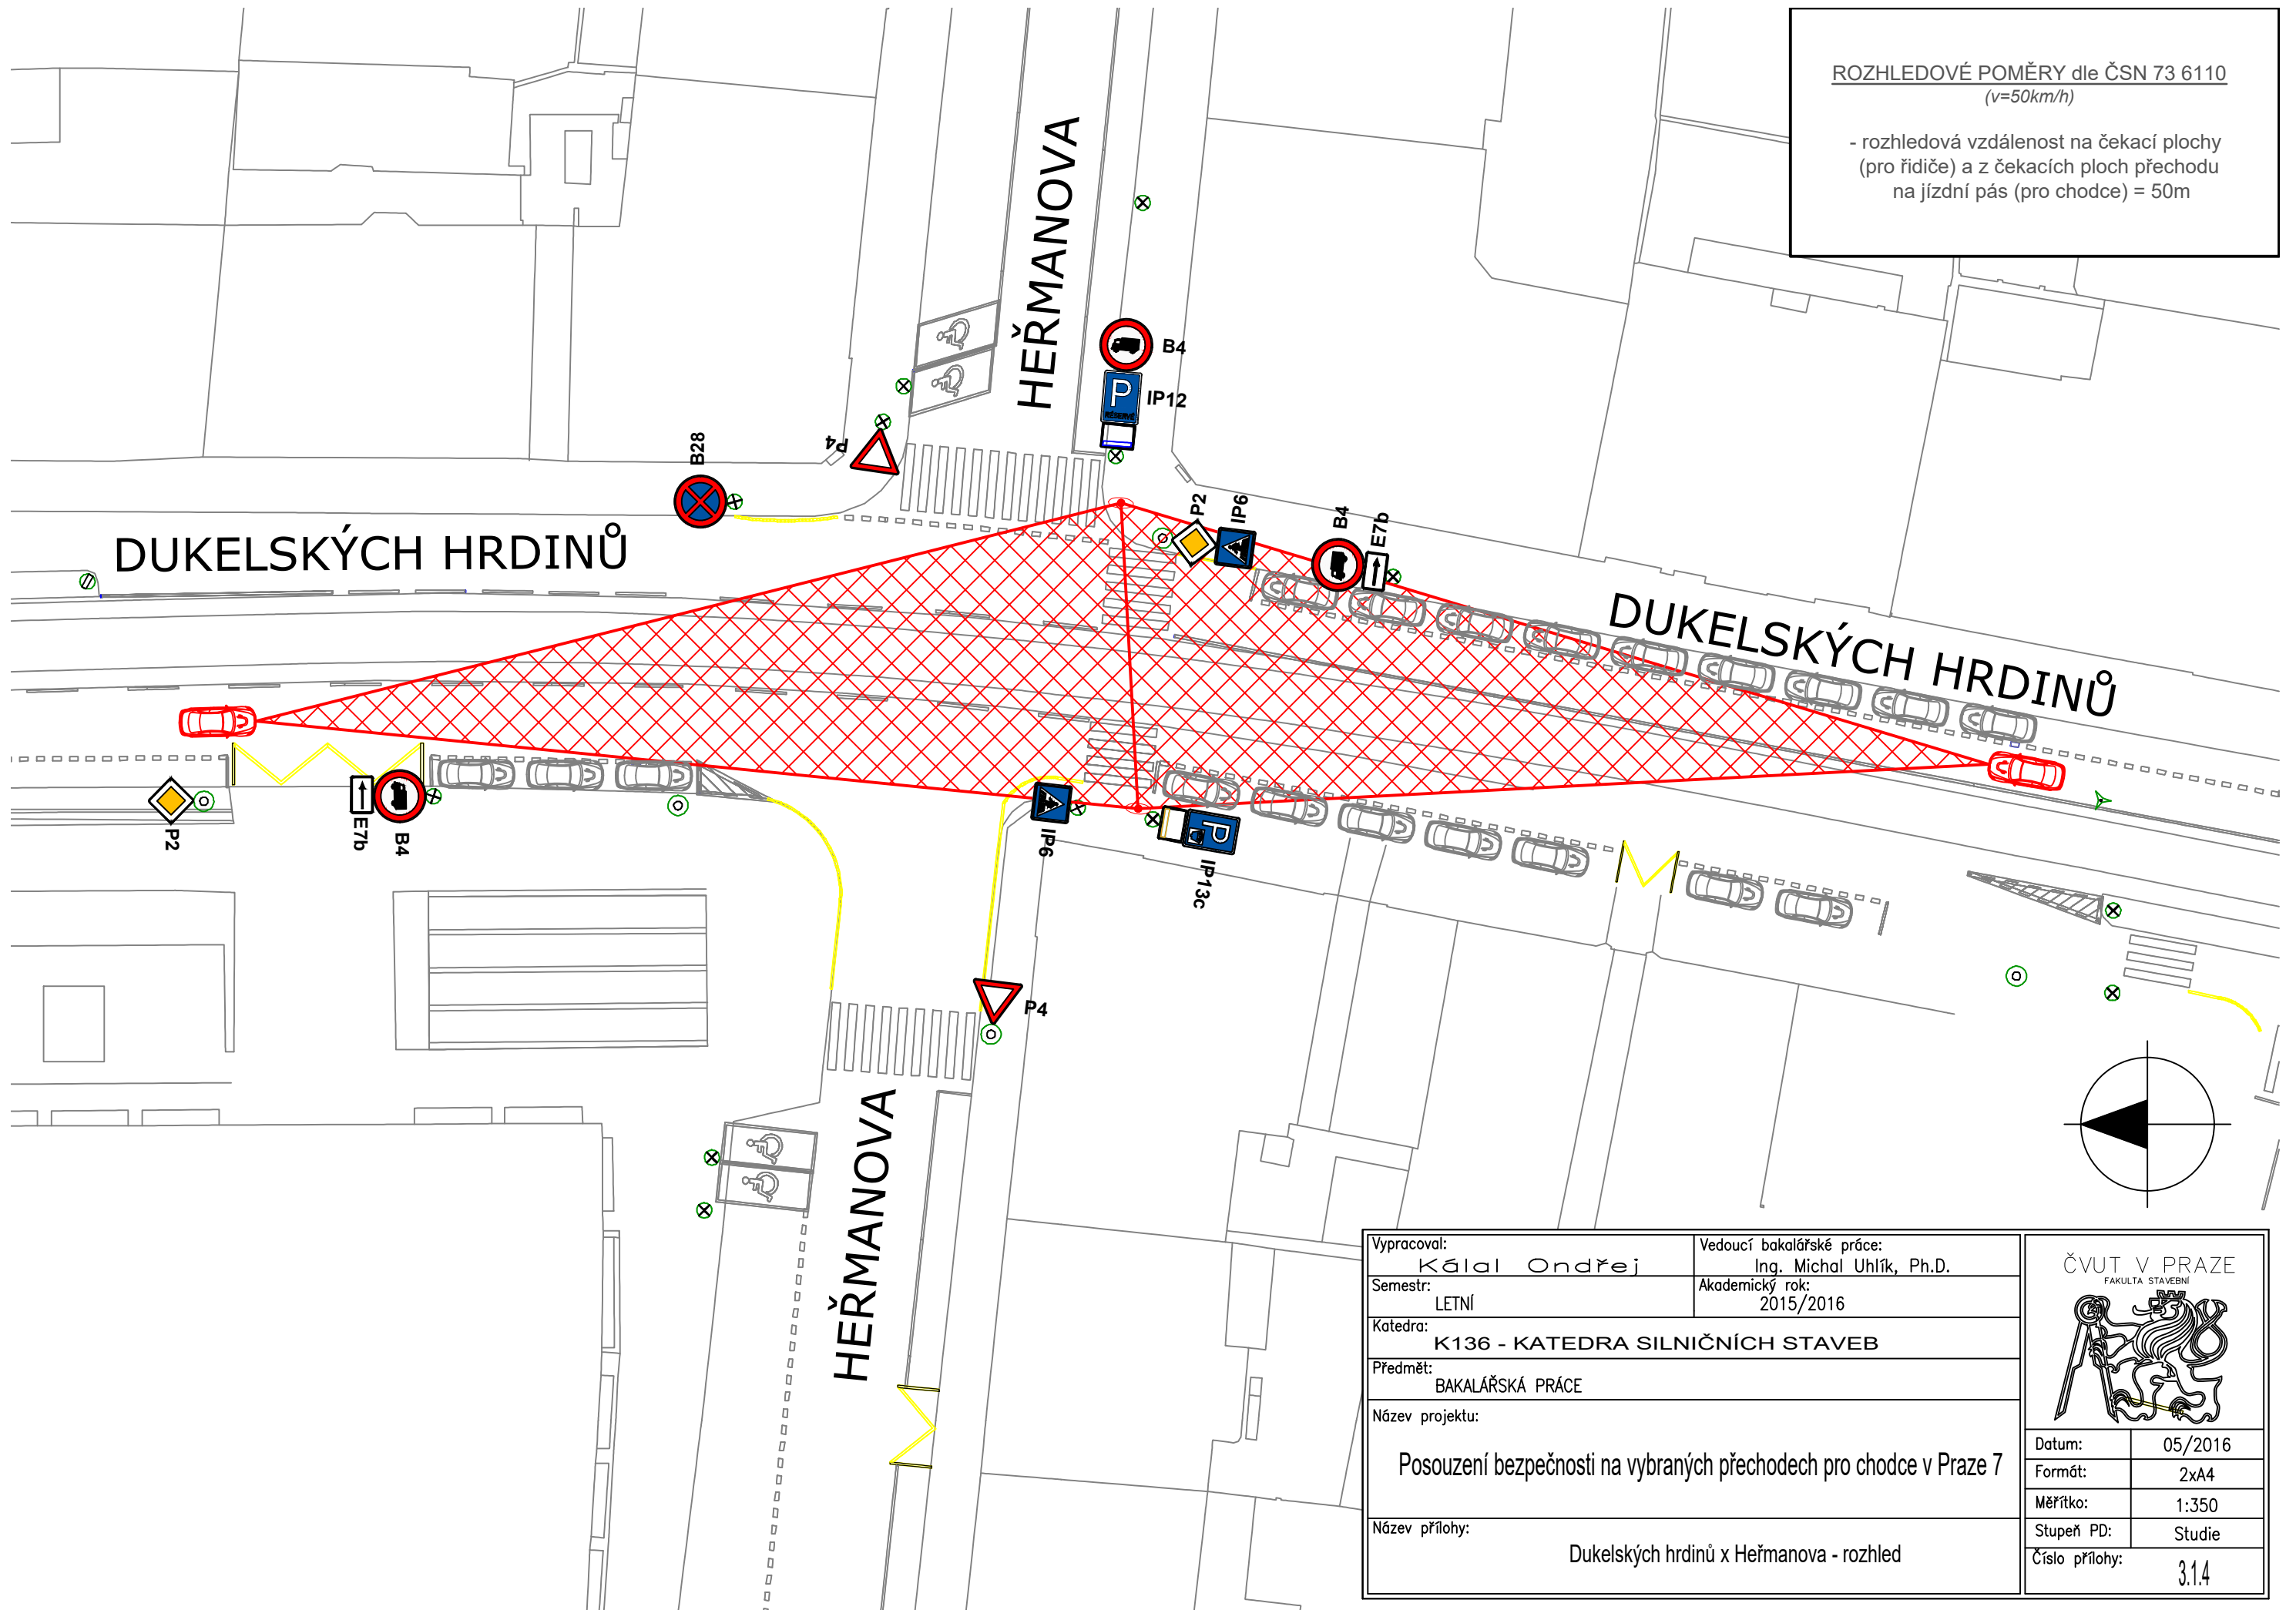 ROZHLEDOVÉ POMĚRY dle ČSN 73 6110
(v=50km/h)
- rozhledová vzdálenost na čekací plochy
(pro řidiče) a z čekacích ploch přechodu
na jízdní pás (pro chodce) = 50m
HEŘMANOVA
B4
P
RÉSERVÉ
IP12
P4
B28
P2
IP6
B4
E7b
DUKELSKÝCH HRDINŮ
DUKELSKÝCH HRDINŮ
P2
E7b
B4
IP6
P
IP13c
P4
HEŘMANOVA
Vypracoval:
Kálal Ondřej
Vedoucí bakalářské práce:
Ing. Michal Uhlík, Ph.D.
Semestr:
LETNÍ
Akademický rok:
2015/2016
Katedra:
K136 - KATEDRA SILNIČNÍCH STAVEB
Předmět:
BAKALÁŘSKÁ PRÁCE
Název projektu:
Posouzení bezpečnosti na vybraných přechodech pro chodce v Praze 7
Název přílohy:
Dukelských hrdinů x Heřmanova - rozhled
ČVUT V PRAZE
FAKULTA STAVEBNÍ
Datum:
05/2016
Formát:
2xA4
Měřítko:
1:350
Stupeň PD:
Studie
Číslo přílohy:
3.1.4